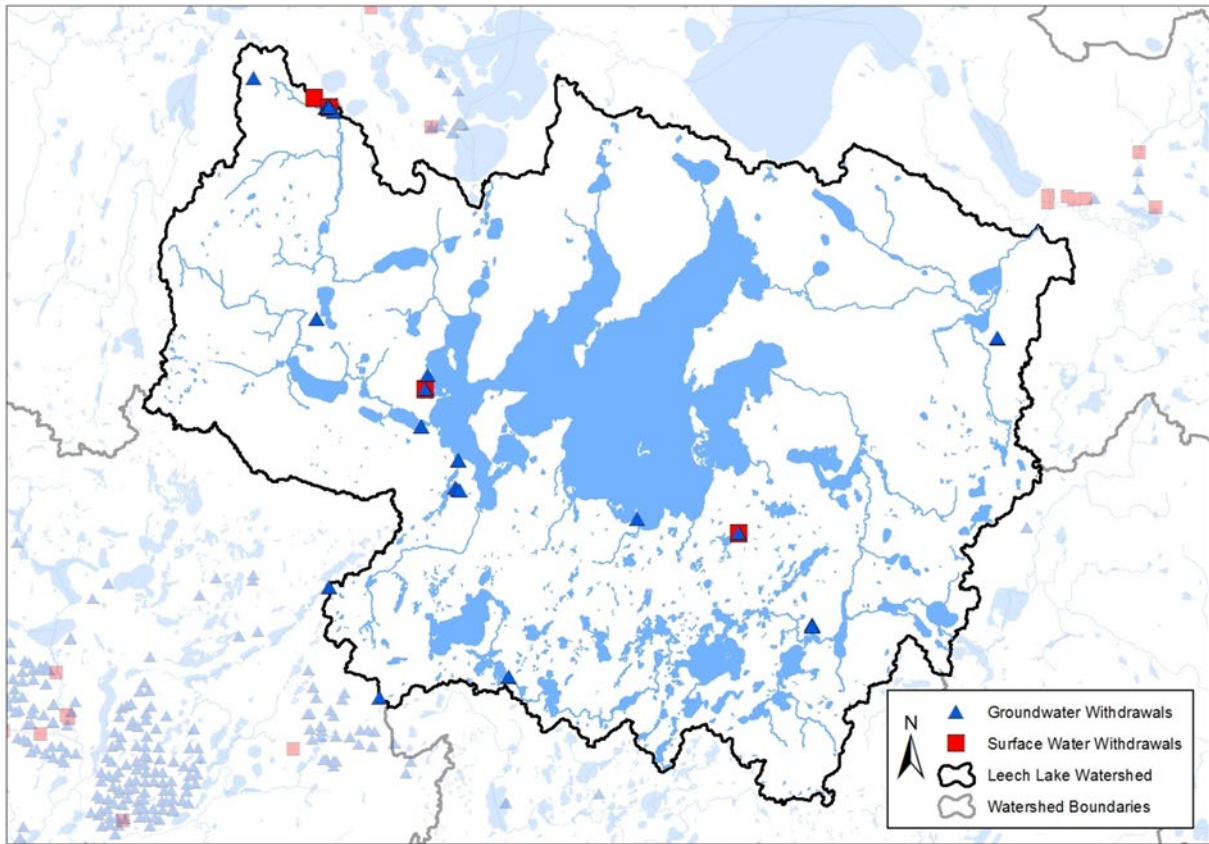 N
Groundwater Withdrawals
Surface Water Withdrawals
Leech Lake Watershed
Watershed Boundaries